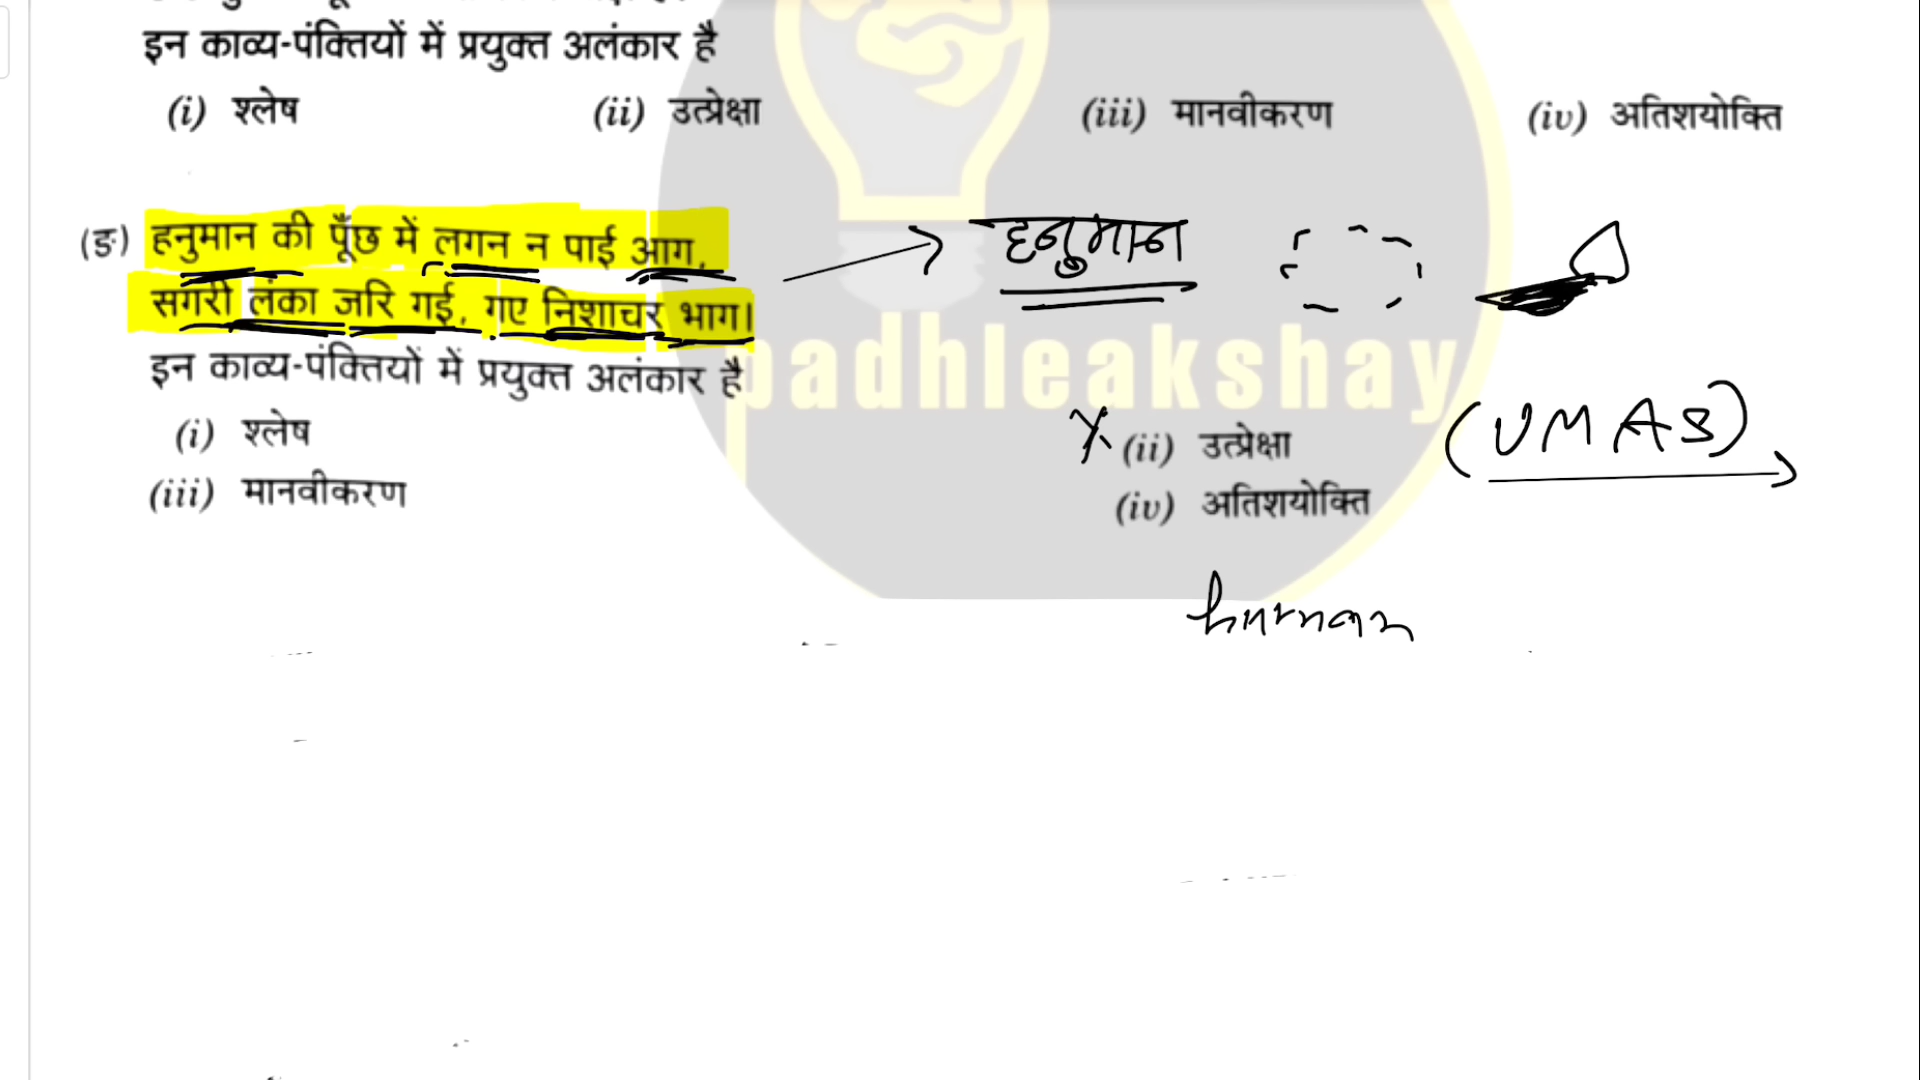 इन काव्य-पंक्तियों में प्रयुक्त अलंकार है
(i) श्लेष (ii) उत्प्रेक्षा (iii) मानवीकरण (iv) अतिशयोक्ति
(ङ) हनुमान की पूँछ में लगन न पाई आग, → हनुमान
सगरी लंका जरि गई, गए निशाचर भाग।
padhleakshay
इन काव्य-पंक्तियों में प्रयुक्त अलंकार है
(i) श्लेष x (ii) उत्प्रेक्षा (UMAS)
(iii) मानवीकरण (iv) अतिशयोक्ति
human